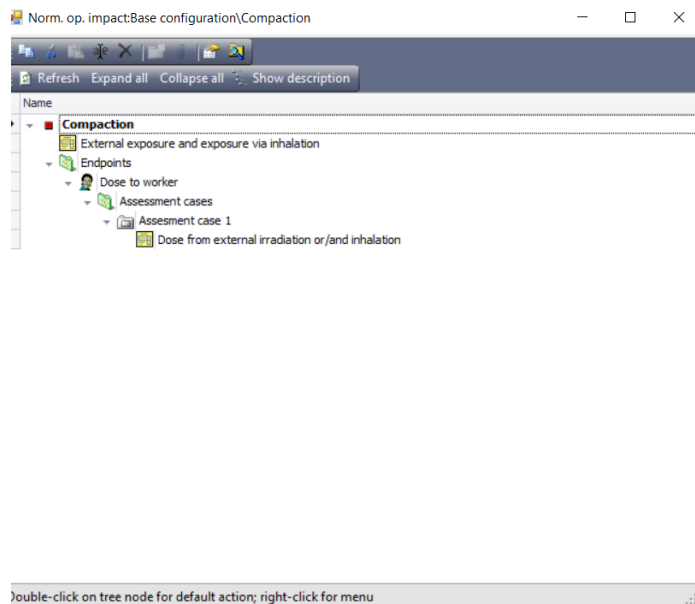 Norm. op. impact:Base configuration\Compaction
Refresh Expand all Collapse all Show description
Name
Compaction
External exposure and exposure via inhalation
Endpoints
Dose to worker
Assessment cases
Assesment case 1
Dose from external irradiation or/and inhalation
Double-click on tree node for default action; right-click for menu